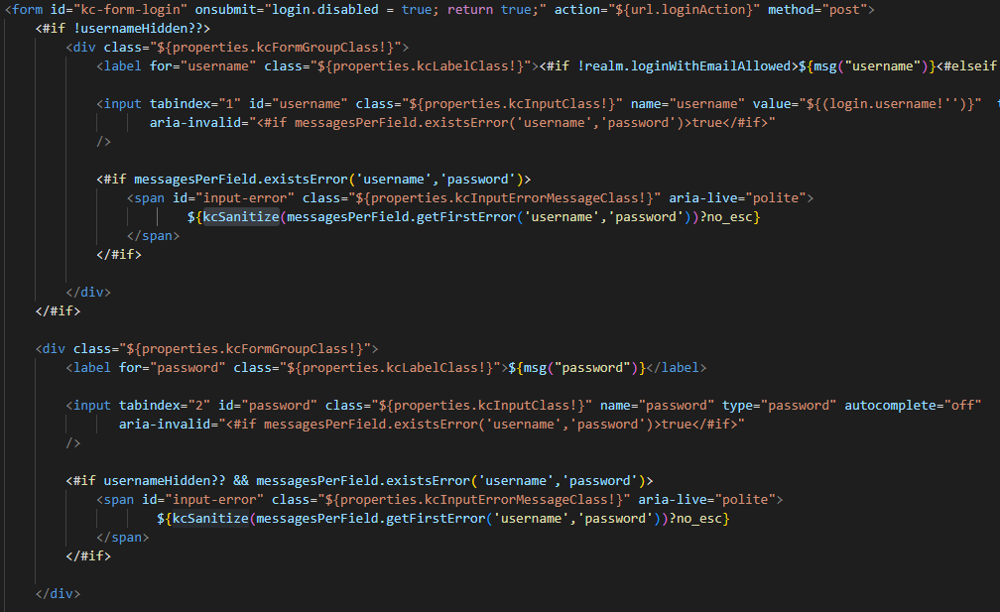 <form id="kc-form-login" onsubmit="login.disabled = true; return true;" action="${url.loginAction}" method="post">
<#if !usernameHidden??>
<div class="${properties.kcFormGroupClass!}">
<label for="username" class="${properties.kcLabelClass!}"><#if !realm.loginWithEmailAllowed>${msg("username")}<#elseif
<input tabindex="1" id="username" class="${properties.kcInputClass!}" name="username" value="${(login.username!'')}"
aria-invalid="<#if messagesPerField.existsError('username','password')>true</#if>"
/>
<#if messagesPerField.existsError('username','password')>
<span id="input-error" class="${properties.kcInputErrorMessageClass!}" aria-live="polite">
${kcSanitize(messagesPerField.getFirstError('username','password'))?no_esc}
</span>
</#if>
</div>
</#if>
<div class="${properties.kcFormGroupClass!}">
<label for="password" class="${properties.kcLabelClass!}">${msg("password")}</label>
<input tabindex="2" id="password" class="${properties.kcInputClass!}" name="password" type="password" autocomplete="off"
aria-invalid="<#if messagesPerField.existsError('username','password')>true</#if>"
/>
<#if usernameHidden?? && messagesPerField.existsError('username','password')>
<span id="input-error" class="${properties.kcInputErrorMessageClass!}" aria-live="polite">
${kcSanitize(messagesPerField.getFirstError('username','password'))?no_esc}
</span>
</#if>
</div>